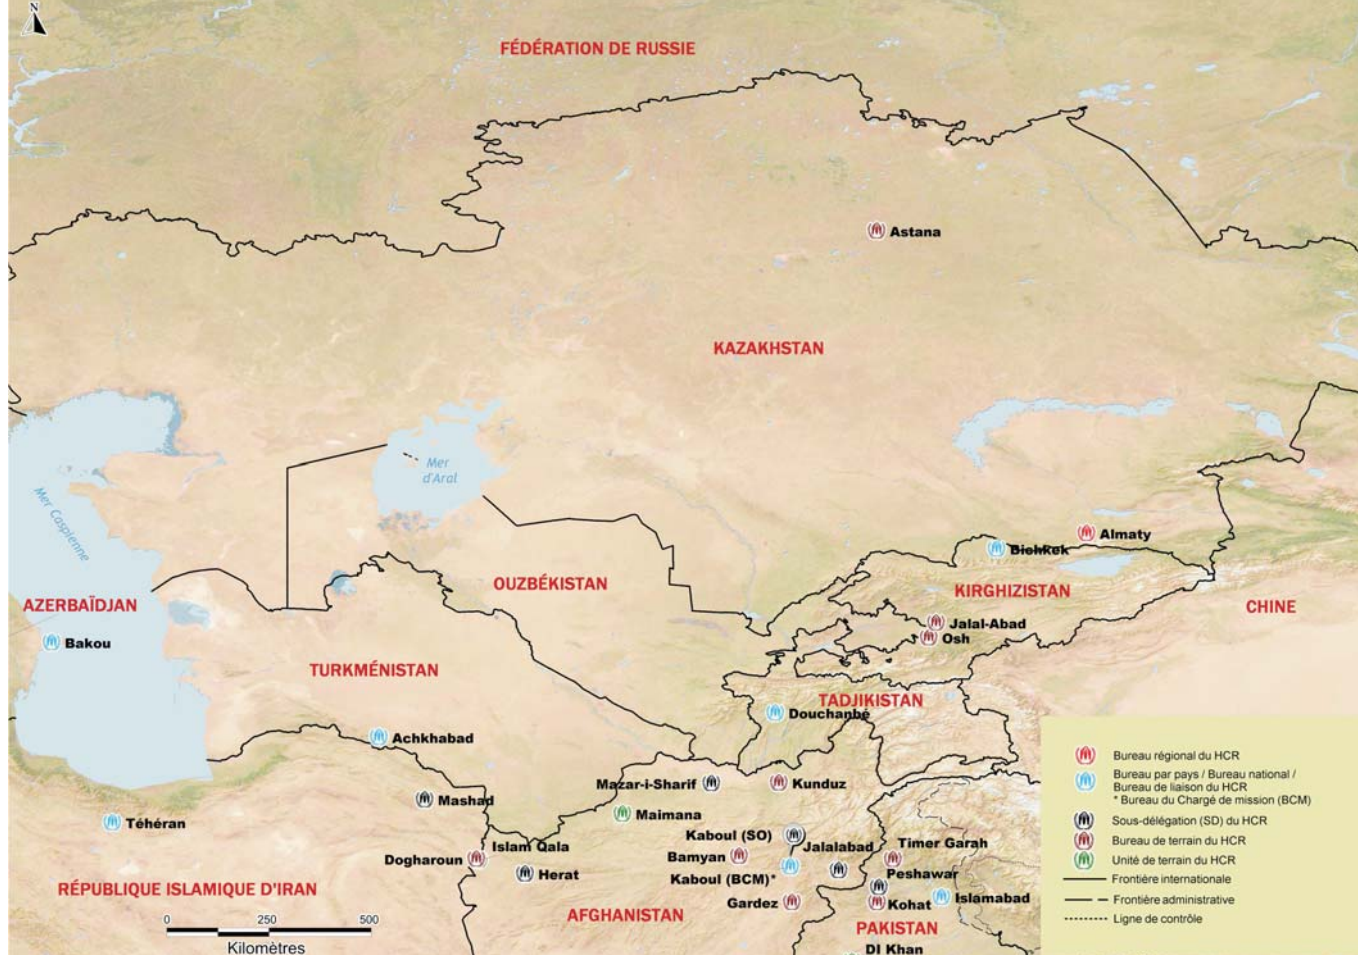 N
FÉDÉRATION DE RUSSIE
Astana
KAZAKHSTAN
Mer
d'Aral
Mer Caspienne
Almaty
Bichkek
OUZBÉKISTAN
KIRGHIZISTAN
AZERBAÏDJAN
CHINE
Jalal-Abad
Osh
Bakou
TURKMÉNISTAN
TADJIKISTAN
Douchanbé
Achkhabad
Mazar-i-Sharif
Kunduz
Mashad
Maimana
Téhéran
Kaboul (SO)
Timer Garah
Islam Qala
Jalalabad
Dogharoun
Bamyan
Peshawar
Herat
Kaboul (BCM)*
RÉPUBLIQUE ISLAMIQUE D'IRAN
Gardez
Kohat
Islamabad
AFGHANISTAN
PAKISTAN
DI Khan
0 250 500
Kilomètres
Bureau régional du HCR
Bureau par pays / Bureau national /
Bureau de liaison du HCR
* Bureau du Chargé de mission (BCM)
Sous-délégation (SD) du HCR
Bureau de terrain du HCR
Unité de terrain du HCR
Frontière internationale
Frontière administrative
Ligne de contrôle